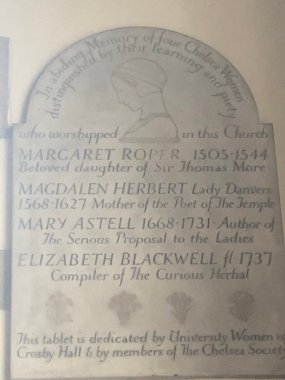 In abiding Memory of four Chelsea Women
distinguished by their learning and piety
who worshipped in this Church
MARGARET ROPER 1505-1544
Beloved daughter of Sir Thomas More
MAGDALEN HERBERT Lady Danvers
1568-1627 Mother of the Poet of The Temple
MARY ASTELL 1668-1731 Author of
The Serious Proposal to the Ladies
ELIZABETH BLACKWELL fl 1737
Compiler of The Curious Herbal
This tablet is dedicated by University Women of
Crosby Hall & by members of The Chelsea Society